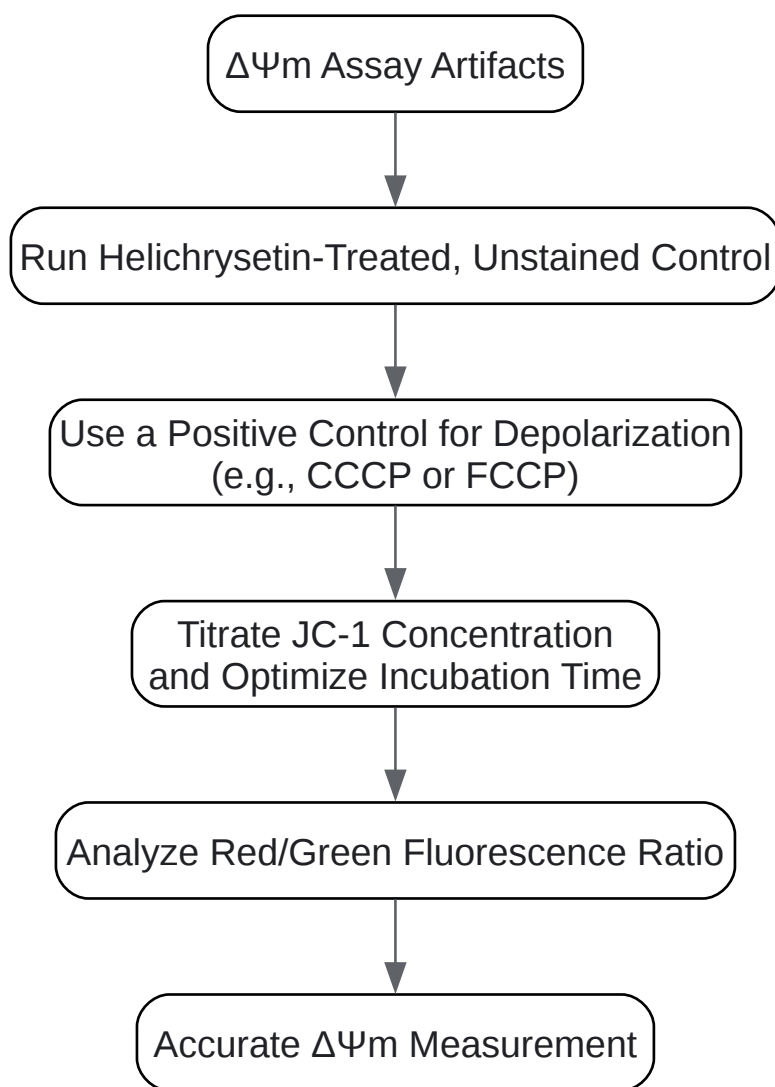 ΔΨm Assay Artifacts
Run Helichrysetin-Treated, Unstained Control
Use a Positive Control for Depolarization
(e.g., CCCP or FCCP)
Titrate JC-1 Concentration
and Optimize Incubation Time
Analyze Red/Green Fluorescence Ratio
Accurate ΔΨm Measurement